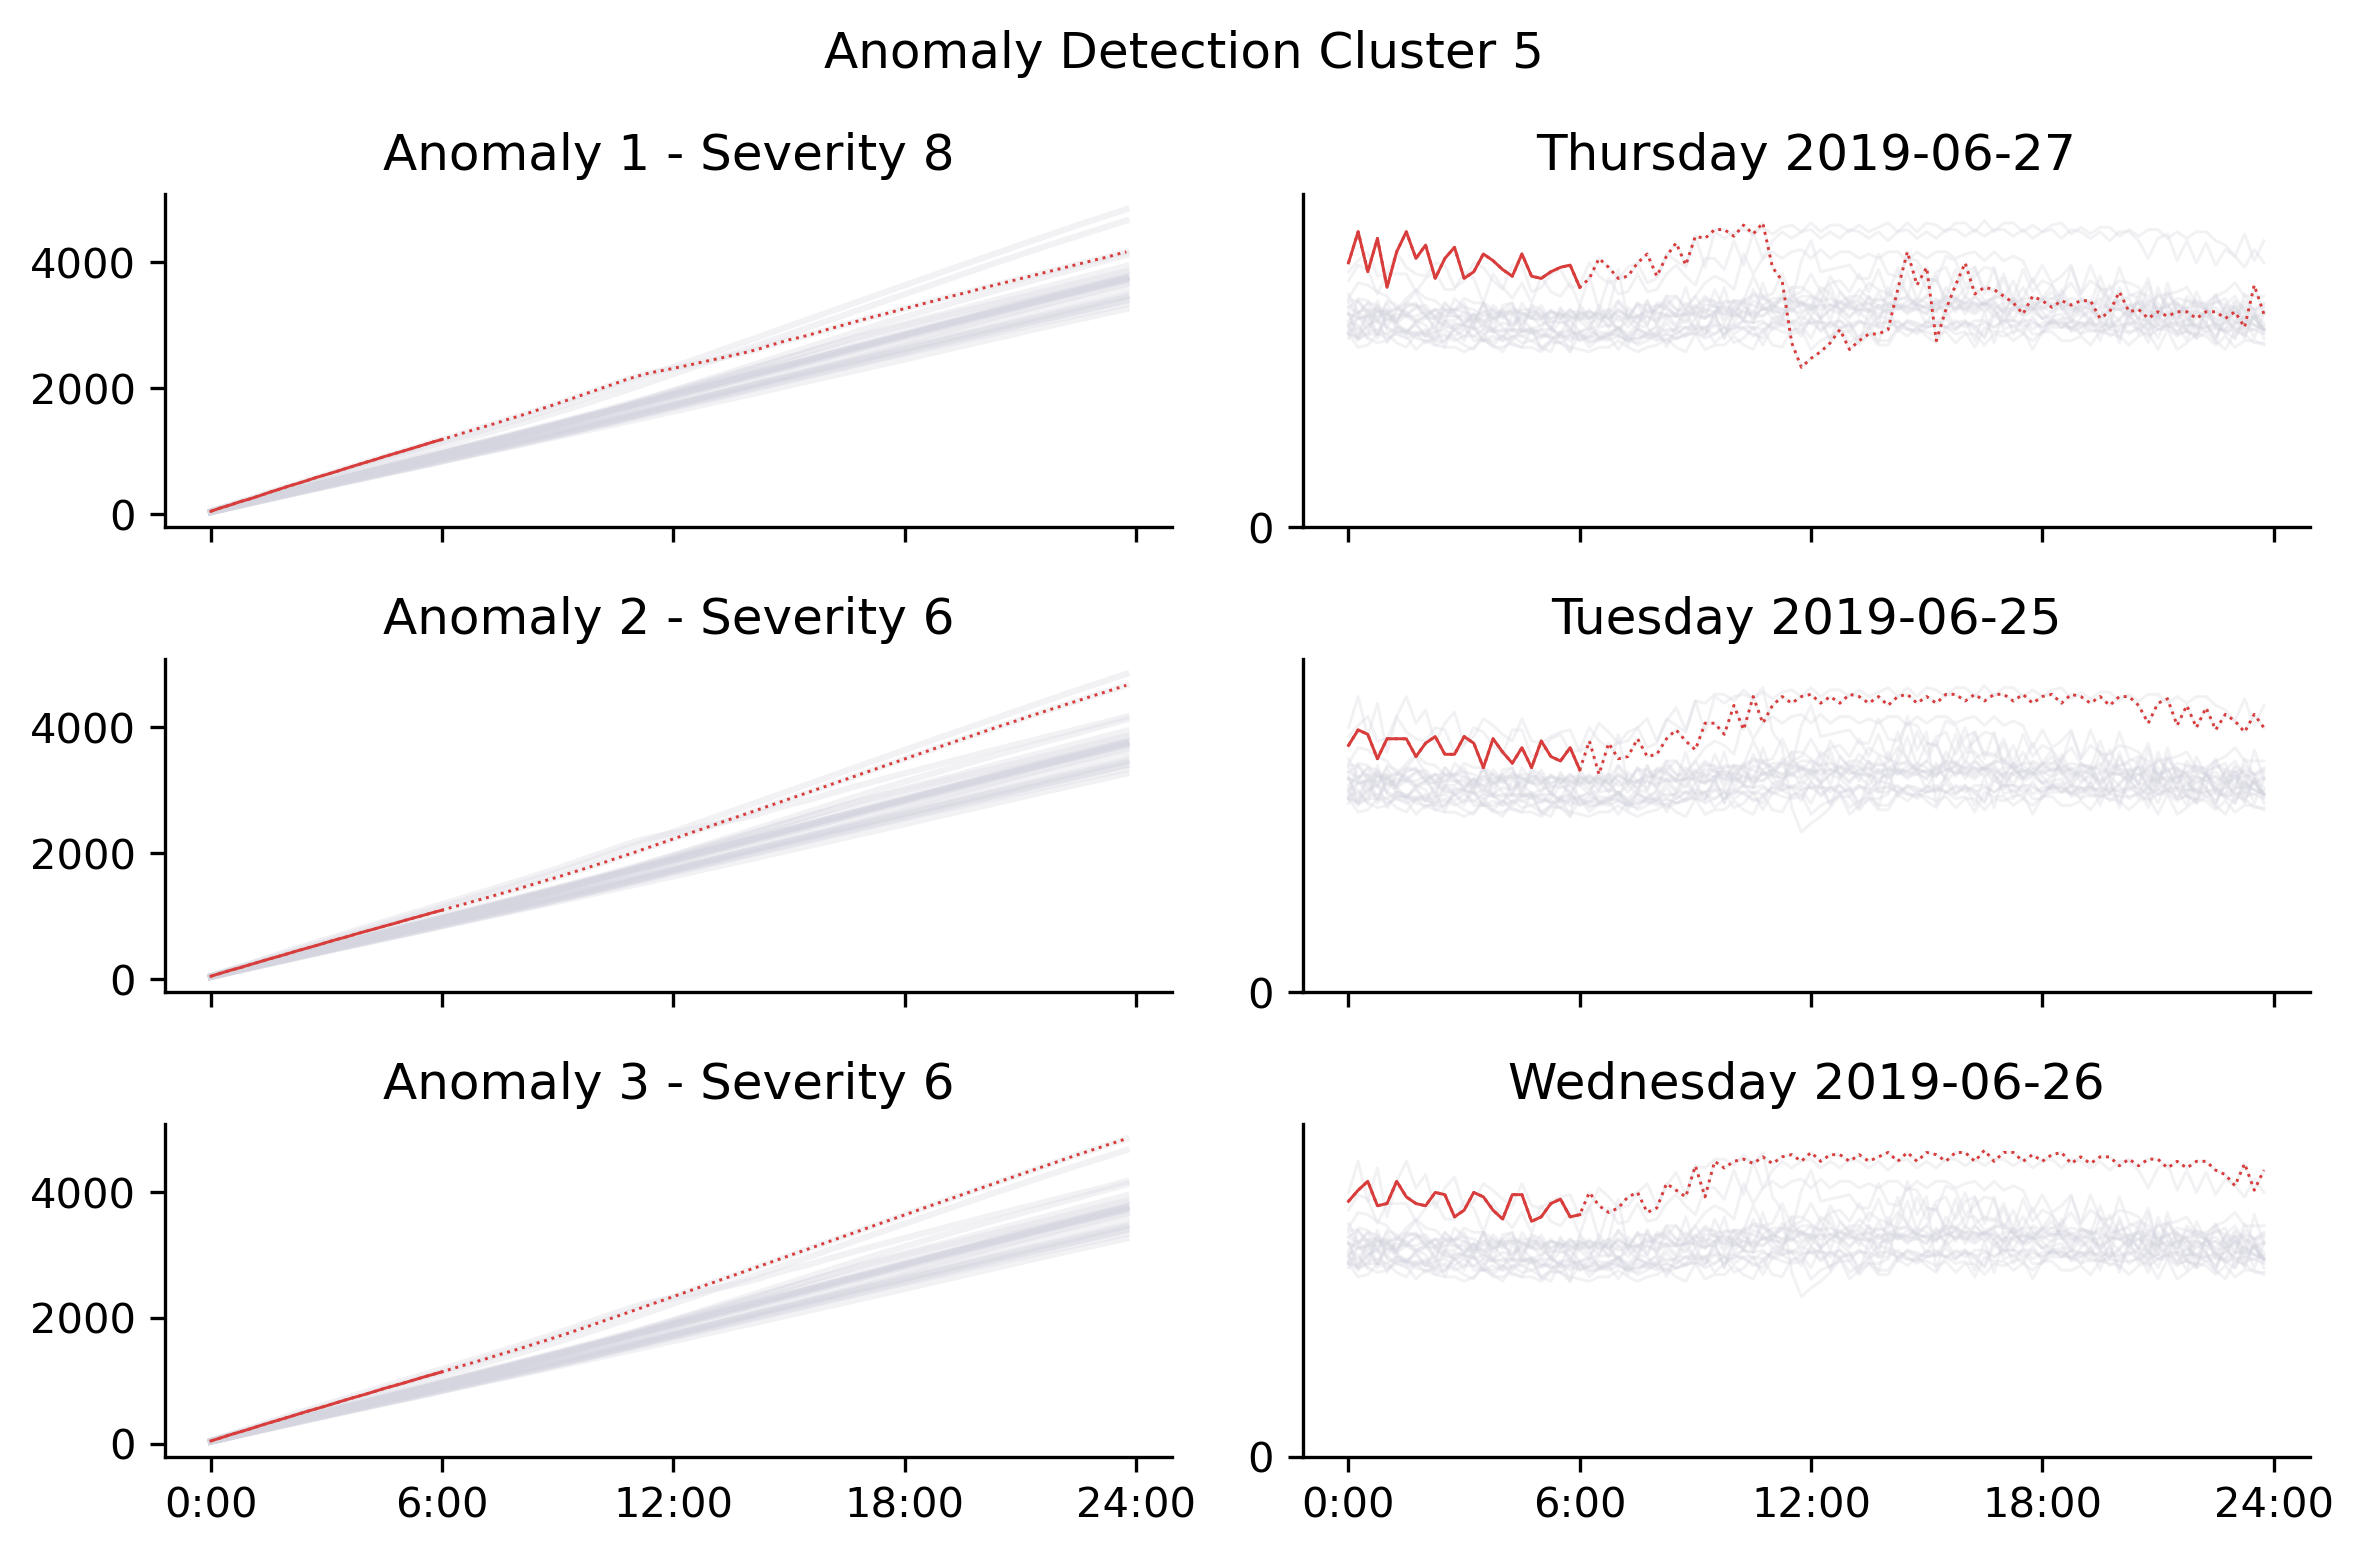 Anomaly Detection Cluster 5
Anomaly 1 - Severity 8
Thursday 2019-06-27
4000
2000
0
0
Anomaly 2 - Severity 6
Tuesday 2019-06-25
4000
2000
0
0
Anomaly 3 - Severity 6
Wednesday 2019-06-26
4000
2000
0
0
0:00 6:00 12:00 18:00 24:00
0:00 6:00 12:00 18:00 24:00